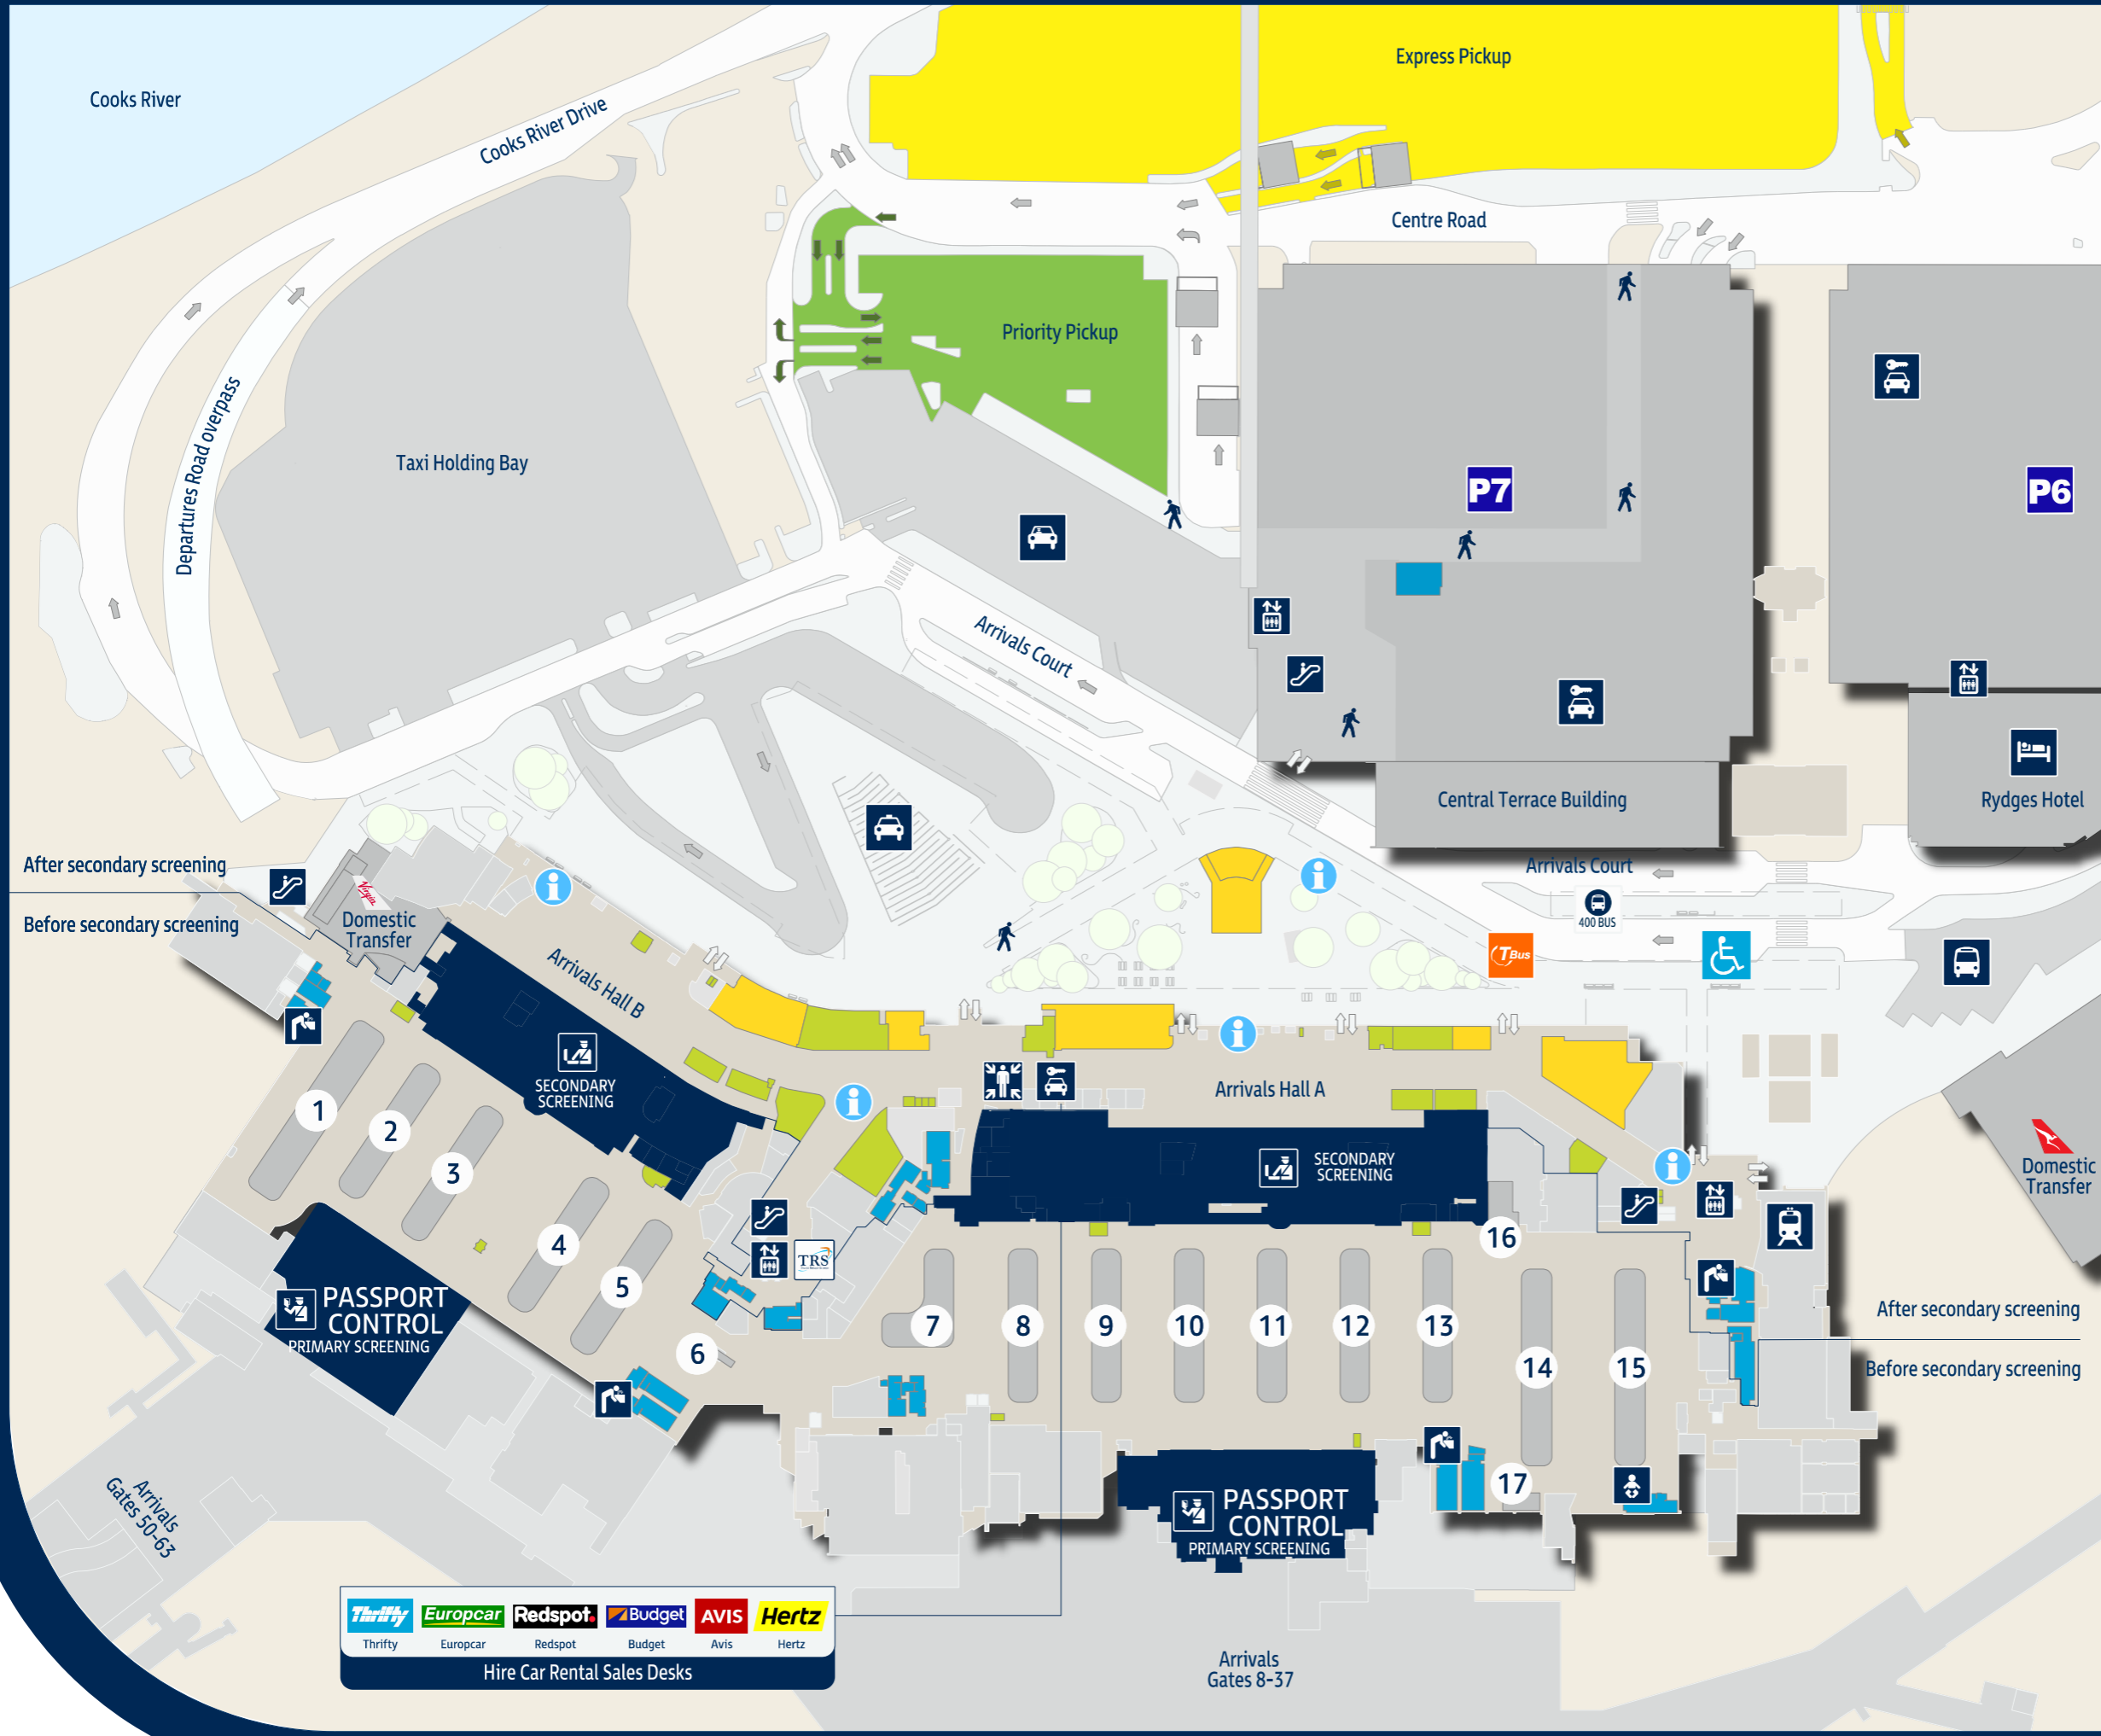 Express Pickup
Cooks River
Cooks River Drive
Centre Road
Priority Pickup
Departures Road overpass
Taxi Holding Bay
P7
P6
Arrivals Court
Central Terrace Building
Rydges Hotel
After secondary screening
Before secondary screening
Virgin
Domestic
Transfer
Arrivals Hall B
Arrivals Court
400 BUS
TBus
SECONDARY
SCREENING
Arrivals Hall A
SECONDARY
SCREENING
Domestic
Transfer
1
2
3
4
5
6
7
8
9
10
11
12
13
14
15
16
17
TRS
PASSPORT
CONTROL
PRIMARY SCREENING
After secondary screening
Before secondary screening
PASSPORT
CONTROL
PRIMARY SCREENING
Arrivals
Gates 50-63
Thrifty Europcar Redspot. Budget AVIS Hertz
Thrifty Europcar Redspot Budget Avis Hertz
Hire Car Rental Sales Desks
Arrivals
Gates 8-37